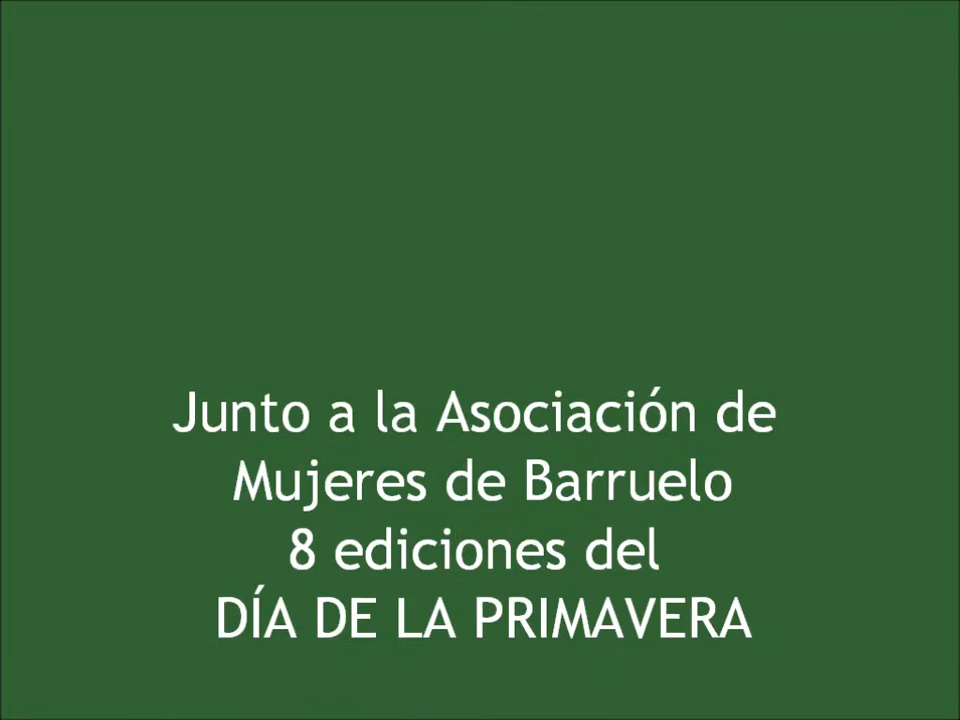 Junto a la Asociación de
Mujeres de Barruelo
8 ediciones del
DÍA DE LA PRIMAVERA